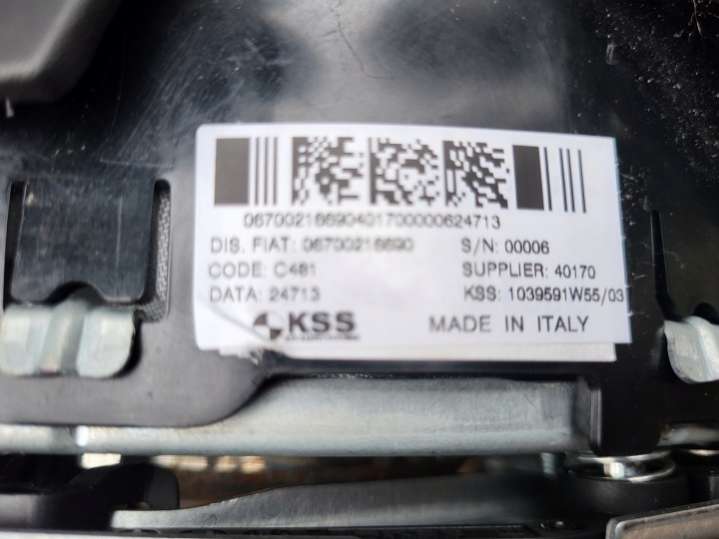 06700216690401700000624713
DIS. FIAT: 06700216690
S/N: 00006
CODE: C481
SUPPLIER: 40170
DATA: 24713
KSS: 1039591W55/03
KSS
MADE IN ITALY